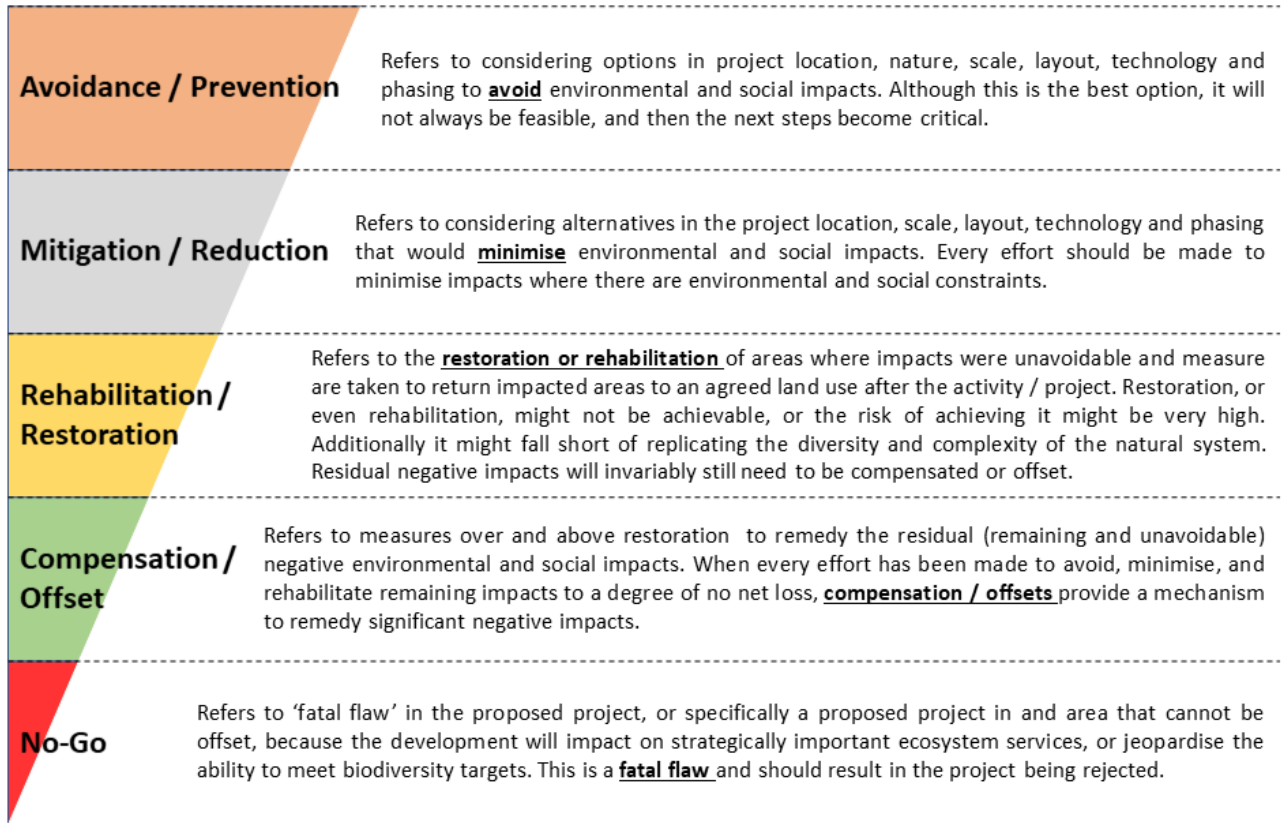 Avoidance / Prevention
Refers to considering options in project location, nature, scale, layout, technology and
phasing to avoid environmental and social impacts. Although this is the best option, it will
not always be feasible, and then the next steps become critical.
Mitigation / Reduction
Refers to considering alternatives in the project location, scale, layout, technology and phasing
that would minimise environmental and social impacts. Every effort should be made to
minimise impacts where there are environmental and social constraints.
Rehabilitation /
Restoration
Refers to the restoration or rehabilitation of areas where impacts were unavoidable and measure
are taken to return impacted areas to an agreed land use after the activity / project. Restoration, or
even rehabilitation, might not be achievable, or the risk of achieving it might be very high.
Additionally it might fall short of replicating the diversity and complexity of the natural system.
Residual negative impacts will invariably still need to be compensated or offset.
Compensation /
Offset
Refers to measures over and above restoration to remedy the residual (remaining and unavoidable)
negative environmental and social impacts. When every effort has been made to avoid, minimise, and
rehabilitate remaining impacts to a degree of no net loss, compensation / offsets provide a mechanism
to remedy significant negative impacts.
No-Go
Refers to ‘fatal flaw’ in the proposed project, or specifically a proposed project in and area that cannot be
offset, because the development will impact on strategically important ecosystem services, or jeopardise the
ability to meet biodiversity targets. This is a fatal flaw and should result in the project being rejected.